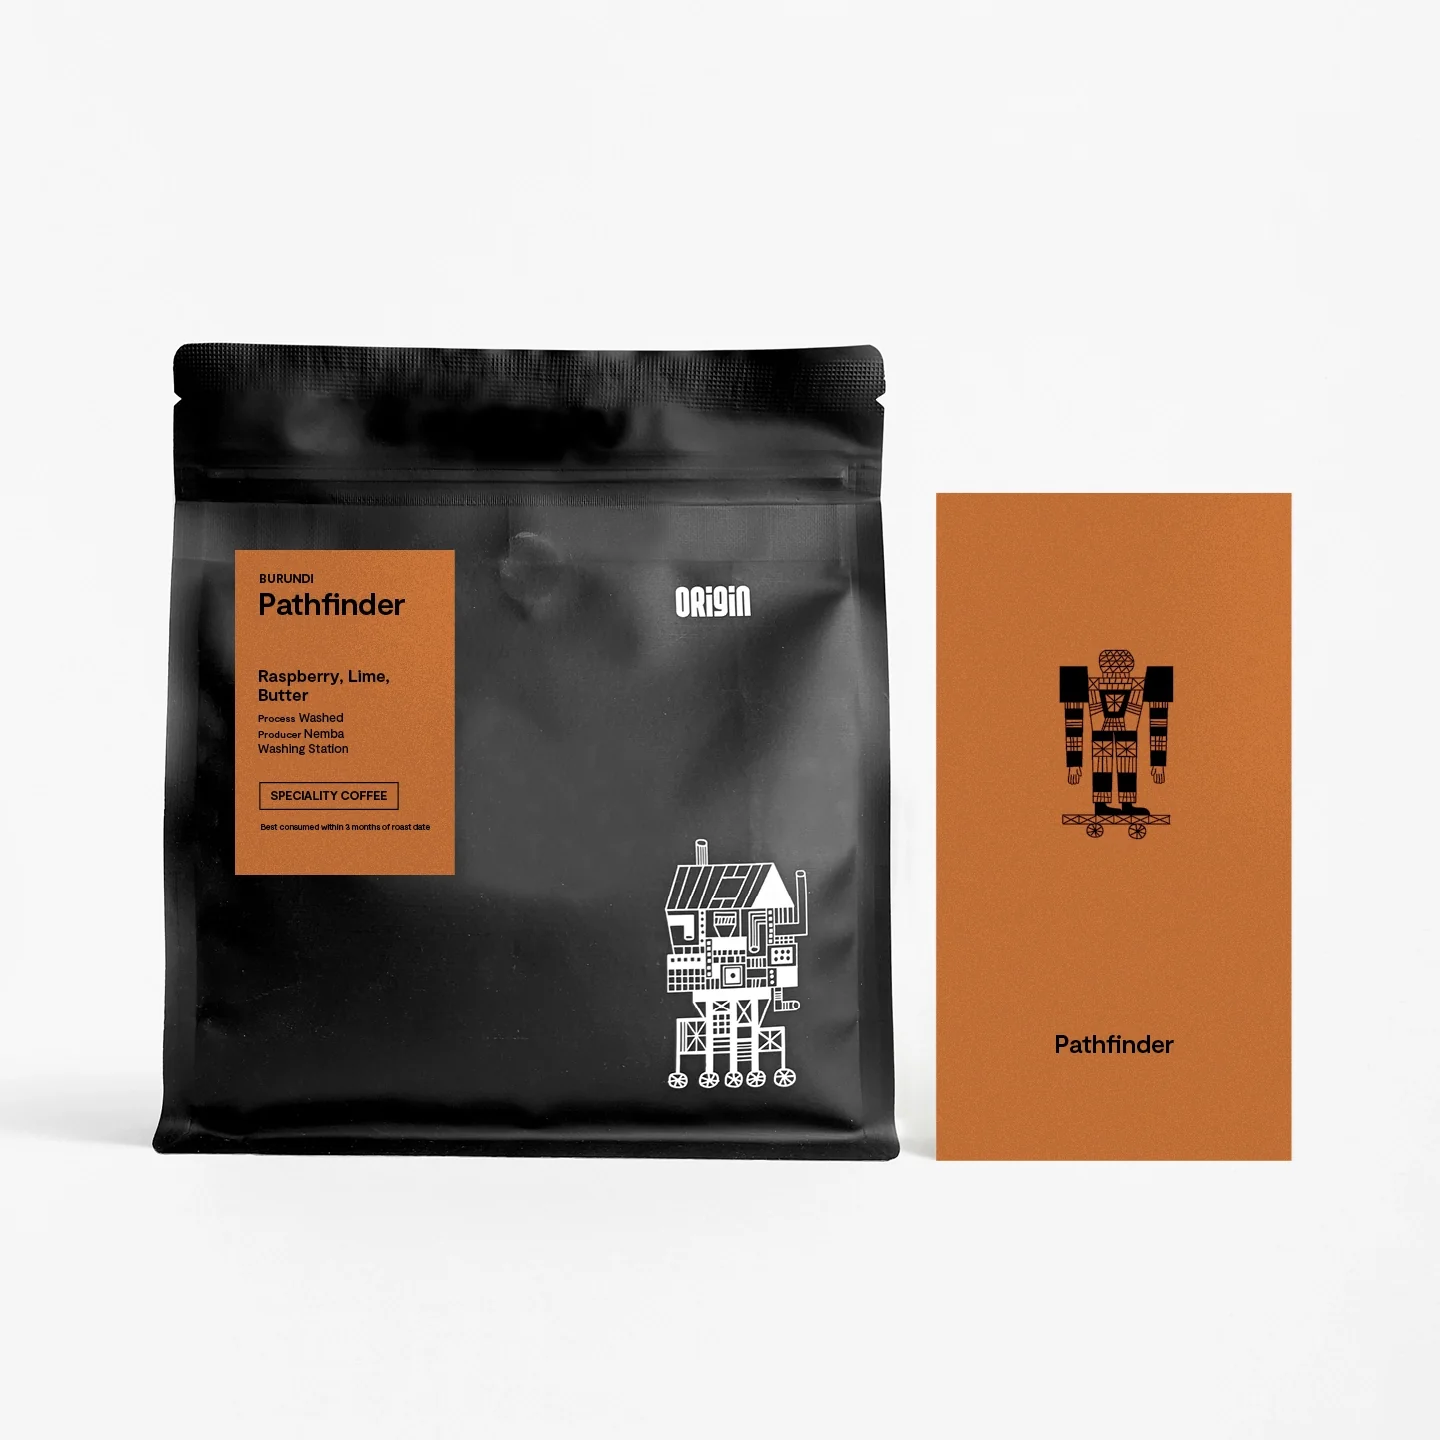 BURUNDI
Pathfinder
Raspberry, Lime,
Butter
Process Washed
Producer Nemba
Washing Station
SPECIALITY COFFEE
Best consumed within 3 months of roast date
ORiGiN
Pathfinder